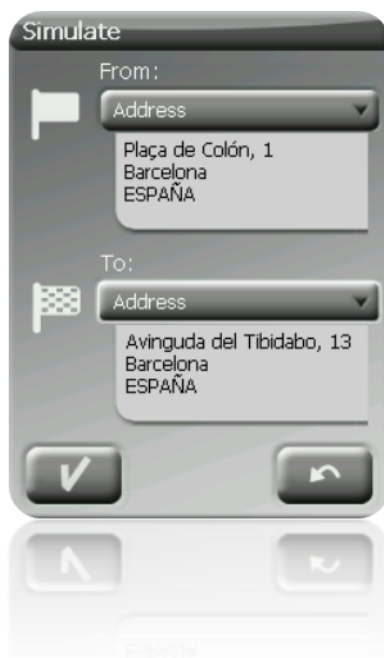 Simulate
From:
Address
Plaça de Colón, 1
Barcelona
ESPAÑA
To:
Address
Avinguda del Tibidabo, 13
Barcelona
ESPAÑA